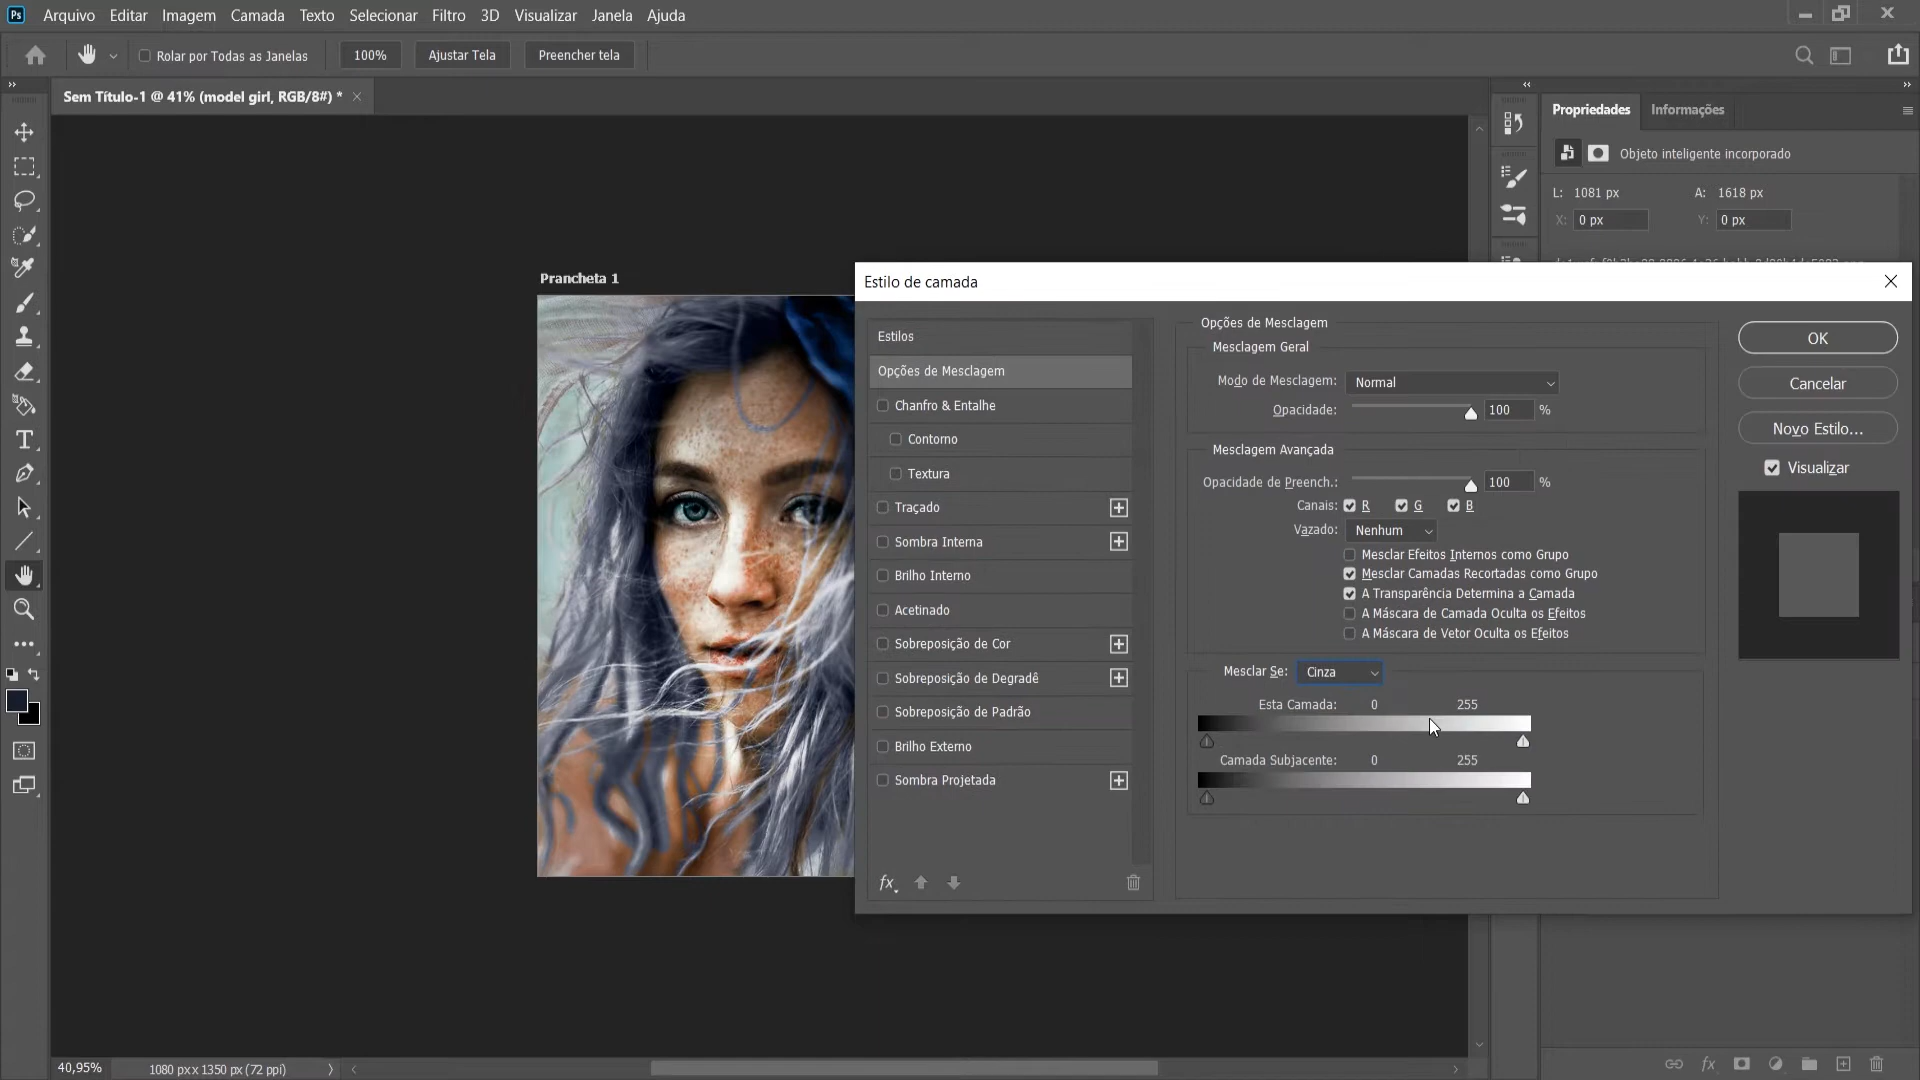 Ps Arquivo Editar Imagem Camada Texto Selecionar Filtro 3D Visualizar Janela Ajuda
Rolar por Todas as Janelas 100% Ajustar Tela Preencher tela
Sem Título-1 @ 41% (model girl, RGB/8#) *
Propriedades Informações
Objeto inteligente incorporado
L: 1081 px A: 1618 px
X: 0 px Y: 0 px
Prancheta 1
Estilo de camada
Estilos
Opções de Mesclagem
Chanfro & Entalhe
Contorno
Textura
Traçado
Sombra Interna
Brilho Interno
Acetinado
Sobreposição de Cor
Sobreposição de Degradê
Sobreposição de Padrão
Brilho Externo
Sombra Projetada
fx
Opções de Mesclagem
Mesclagem Geral
Modo de Mesclagem: Normal
Opacidade: 100 %
Mesclagem Avançada
Opacidade de Preench.: 100 %
Canais: R G B
Vazado: Nenhum
Mesclar Efeitos Internos como Grupo
Mesclar Camadas Recortadas como Grupo
A Transparência Determina a Camada
A Máscara de Camada Oculta os Efeitos
A Máscara de Vetor Oculta os Efeitos
Mesclar Se: Cinza
Esta Camada: 0 255
Camada Subjacente: 0 255
OK
Cancelar
Novo Estilo...
Visualizar
40,95% 1080 px x 1350 px (72 ppi)
fx